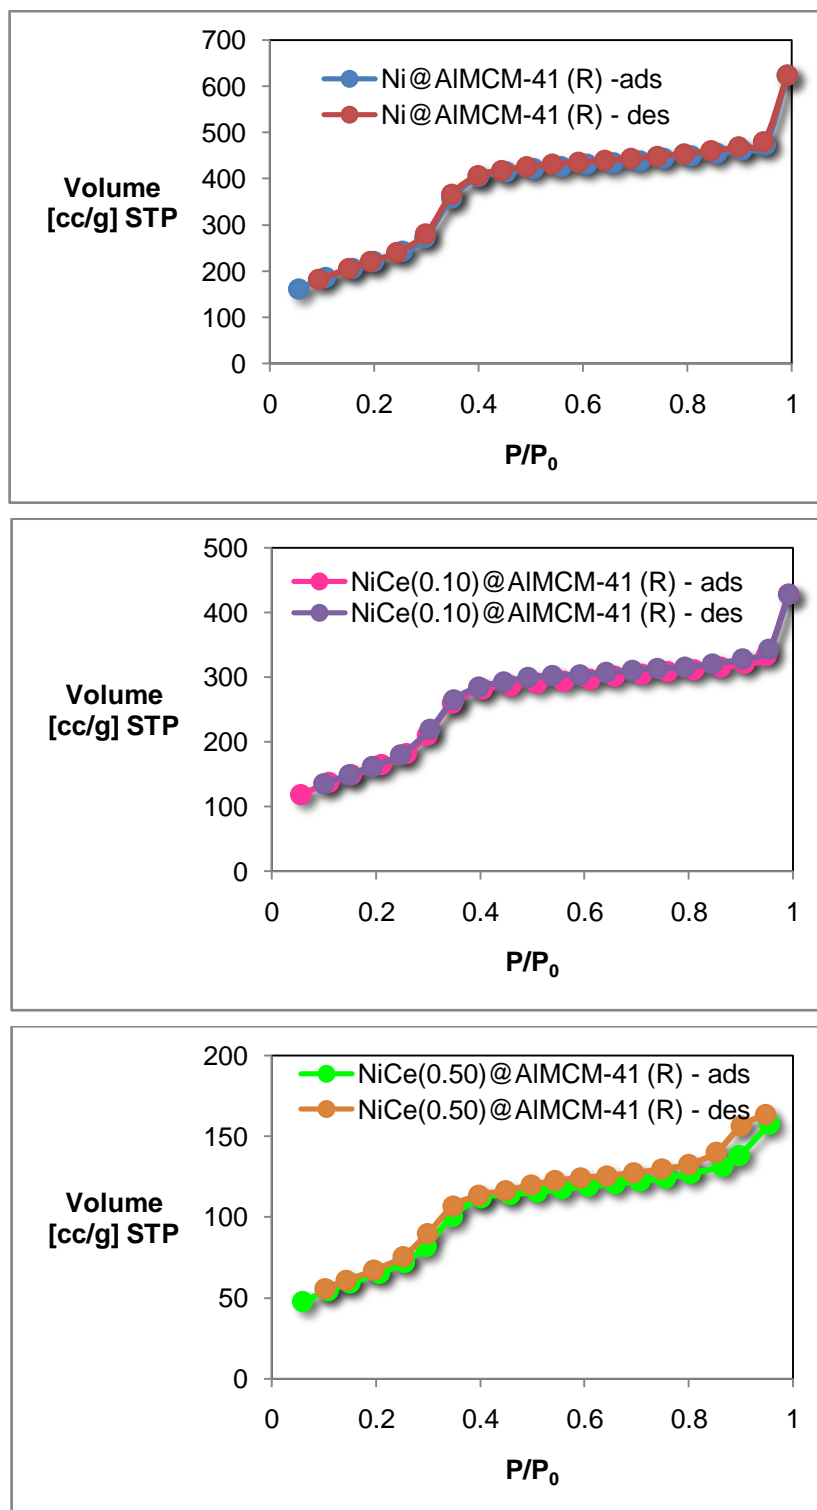 700
600
500
400
300
200
100
0
Volume
[cc/g] STP
Ni@AlMCM-41 (R) -ads
Ni@AlMCM-41 (R) - des
0 0.2 0.4 0.6 0.8 1
P/P₀
500
400
300
200
100
0
Volume
[cc/g] STP
NiCe(0.10)@AlMCM-41 (R) - ads
NiCe(0.10)@AlMCM-41 (R) - des
0 0.2 0.4 0.6 0.8 1
P/P₀
200
150
100
50
0
Volume
[cc/g] STP
NiCe(0.50)@AlMCM-41 (R) - ads
NiCe(0.50)@AlMCM-41 (R) - des
0 0.2 0.4 0.6 0.8 1
P/P₀